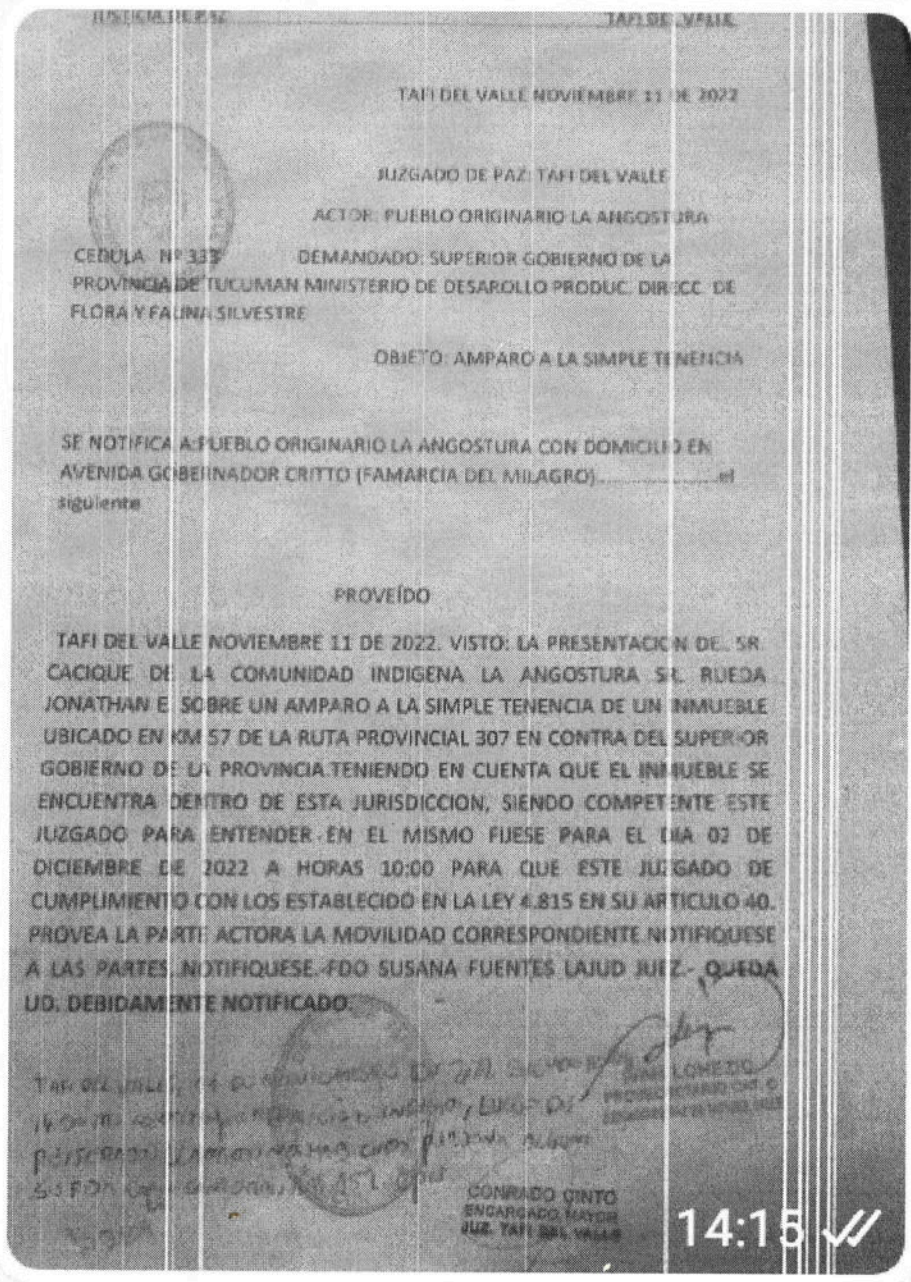 JUSTICIA DE PAZ TAFI DEL VALLE
TAFI DEL VALLE NOVIEMBRE 11 DE 2022
JUZGADO DE PAZ: TAFI DEL VALLE
ACTOR: PUEBLO ORIGINARIO LA ANGOSTURA
CEDULA Nº 333 DEMANDADO: SUPERIOR GOBIERNO DE LA
PROVINCIA DE TUCUMAN MINISTERIO DE DESAROLLO PRODUC. DIRECC. DE
FLORA Y FAUNA SILVESTRE
OBJETO: AMPARO A LA SIMPLE TENENCIA
SE NOTIFICA A:PUEBLO ORIGINARIO LA ANGOSTURA CON DOMICILIO EN
AVENIDA GOBERNADOR CRITTO (FAMARCIA DEL MILAGRO)........................el
siguiente
PROVEÍDO
TAFI DEL VALLE NOVIEMBRE 11 DE 2022. VISTO: LA PRESENTACION DEL SR.
CACIQUE DE LA COMUNIDAD INDIGENA LA ANGOSTURA SR. RUEDA
JONATHAN E. SOBRE UN AMPARO A LA SIMPLE TENENCIA DE UN INMUEBLE
UBICADO EN KM 57 DE LA RUTA PROVINCIAL 307 EN CONTRA DEL SUPERIOR
GOBIERNO DE LA PROVINCIA.TENIENDO EN CUENTA QUE EL INMUEBLE SE
ENCUENTRA DENTRO DE ESTA JURISDICCION, SIENDO COMPETENTE ESTE
JUZGADO PARA ENTENDER EN EL MISMO FIJESE PARA EL DIA 02 DE
DICIEMBRE DE 2022 A HORAS 10:00 PARA QUE ESTE JUZGADO DE
CUMPLIMIENTO CON LOS ESTABLECIDO EN LA LEY 4.815 EN SU ARTICULO 40.
PROVEA LA PARTE ACTORA LA MOVILIDAD CORRESPONDIENTE.NOTIFIQUESE
A LAS PARTES. NOTIFIQUESE.-FDO SUSANA FUENTES LAJUD JUEZ.- QUEDA
UD. DEBIDAMENTE NOTIFICADO.
TAFI DEL VALLE,
CONRADO CINTO
ENCARGADO MAYOR
JUZ. TAFI DEL VALLE
14:15